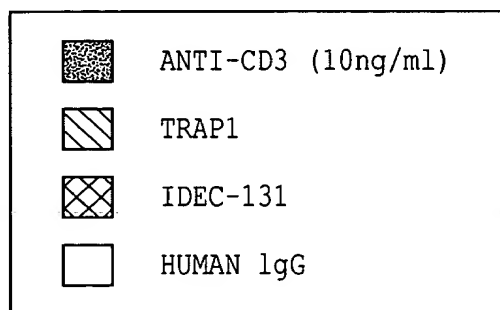 ANTI-CD3 (10ng/ml)
TRAP1
IDEC-131
HUMAN lgG